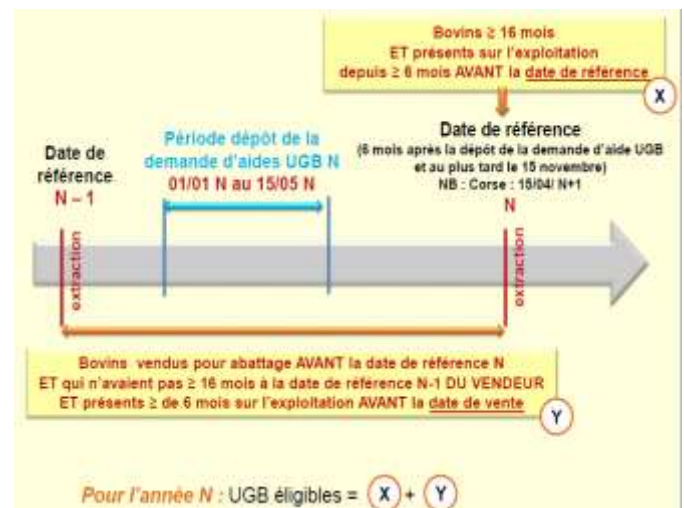 Bovins ≥ 16 mois
ET présents sur l'exploitation
depuis ≥ 6 mois AVANT la date de référence
X
Date de référence
(6 mois après la dépôt de la demande d'aide UGB
et au plus tard le 15 novembre)
NB : Corse : 15/04/ N+1
N
Période dépôt de la
demande d'aides UGB N
01/01 N au 15/05 N
Date de
référence
N – 1
extraction
extraction
Bovins vendus pour abattage AVANT la date de référence N
ET qui n'avaient pas ≥ 16 mois à la date de référence N-1 DU VENDEUR
ET présents ≥ de 6 mois sur l'exploitation AVANT la date de vente
Y
Pour l'année N : UGB éligibles = X + Y